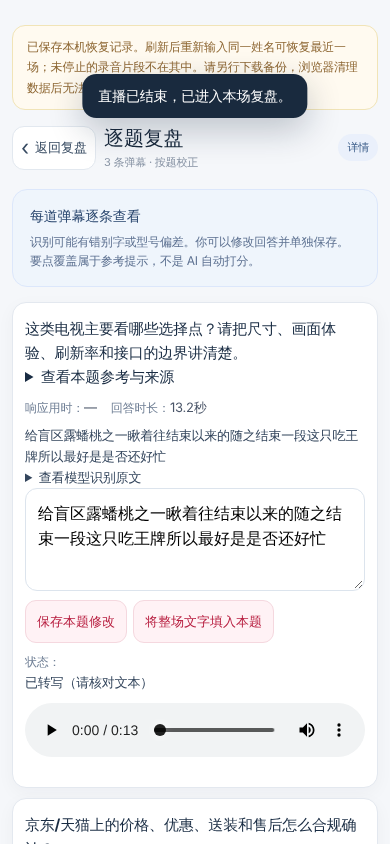 已保存本机恢复记录。刷新后重新输入同一姓名可恢复最近一
场；未停止的录音片段不在其中。请另行下载备份，浏览器清理
数据后无法
直播已结束，已进入本场复盘。
‹ 返回复盘
逐题复盘
3 条弹幕 · 按题校正
详情
每道弹幕逐条查看
识别可能有错别字或型号偏差。你可以修改回答并单独保存。
要点覆盖属于参考提示，不是 AI 自动打分。
这类电视主要看哪些选择点？请把尺寸、画面体
验、刷新率和接口的边界讲清楚。
▶ 查看本题参考与来源
响应用时：— 回答时长：13.2秒
给盲区露蟠桃之一瞅着往结束以来的随之结束一段这只吃王
牌所以最好是是否还好忙
▶ 查看模型识别原文
给盲区露蟠桃之一瞅着往结束以来的随之结
束一段这只吃王牌所以最好是是否还好忙
保存本题修改
将整场文字填入本题
状态：
已转写（请核对文本）
0:00 / 0:13
京东/天猫上的价格、优惠、送装和售后怎么合规确